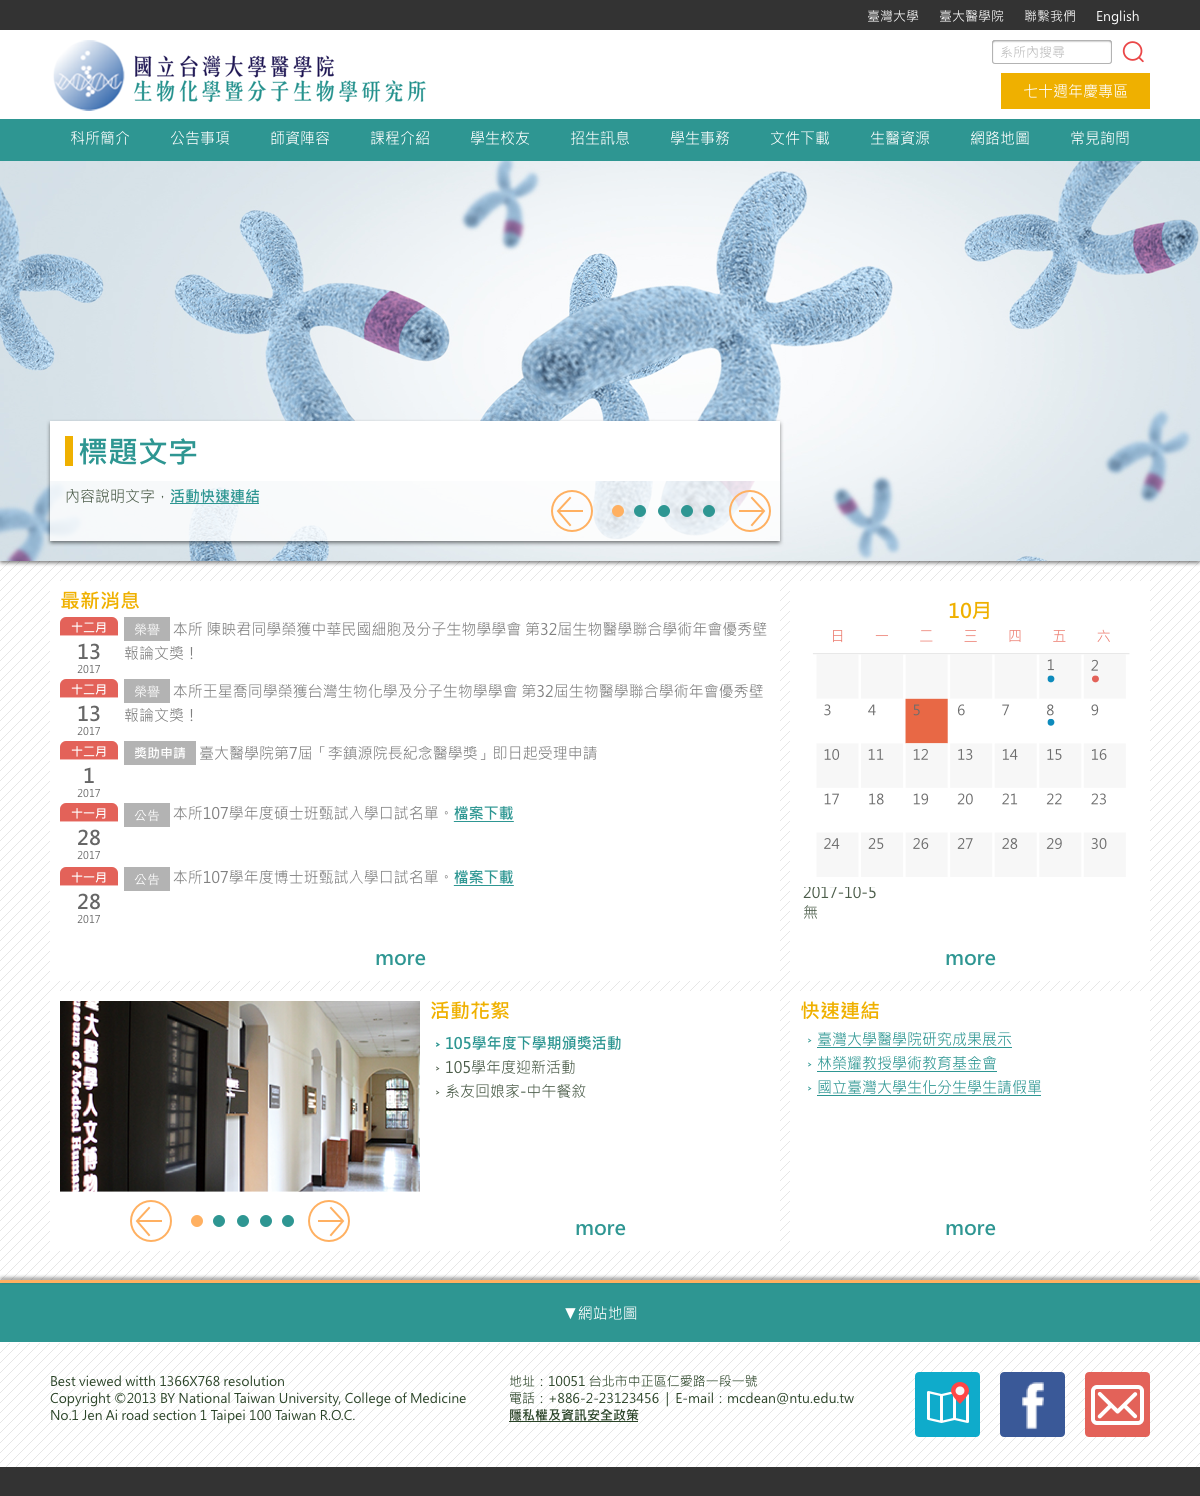 臺灣大學 臺大醫學院 聯繫我們 English
國立台灣大學醫學院
生物化學暨分子生物學研究所
系所內搜尋
七十週年慶專區
科所簡介 公告事項 師資陣容 課程介紹 學生校友 招生訊息 學生事務 文件下載 生醫資源 網路地圖 常見詢問
標題文字
內容說明文字，活動快速連結
最新消息
十二月
13
2017
榮譽 本所 陳映君同學榮獲中華民國細胞及分子生物學學會 第32屆生物醫學聯合學術年會優秀壁
報論文獎！
十二月
13
2017
榮譽 本所王星喬同學榮獲台灣生物化學及分子生物學學會 第32屆生物醫學聯合學術年會優秀壁
報論文獎！
十二月
1
2017
獎助申請 臺大醫學院第7屆「李鎮源院長紀念醫學獎」即日起受理申請
十一月
28
2017
公告 本所107學年度碩士班甄試入學口試名單。檔案下載
十一月
28
2017
公告 本所107學年度博士班甄試入學口試名單。檔案下載
more
10月
日 一 二 三 四 五 六
1 2
3 4 5 6 7 8 9
10 11 12 13 14 15 16
17 18 19 20 21 22 23
24 25 26 27 28 29 30
2017-10-5
無
more
大醫學人文博物
eum of Medical Humani
活動花絮
105學年度下學期頒獎活動
105學年度迎新活動
系友回娘家-中午餐敘
more
快速連結
臺灣大學醫學院研究成果展示
林榮耀教授學術教育基金會
國立臺灣大學生化分生學生請假單
more
▼網站地圖
Best viewed witth 1366X768 resolution
Copyright ©2013 BY National Taiwan University, College of Medicine
No.1 Jen Ai road section 1 Taipei 100 Taiwan R.O.C.
地址：10051 台北市中正區仁愛路一段一號
電話：+886-2-23123456 | E-mail：mcdean@ntu.edu.tw
隱私權及資訊安全政策